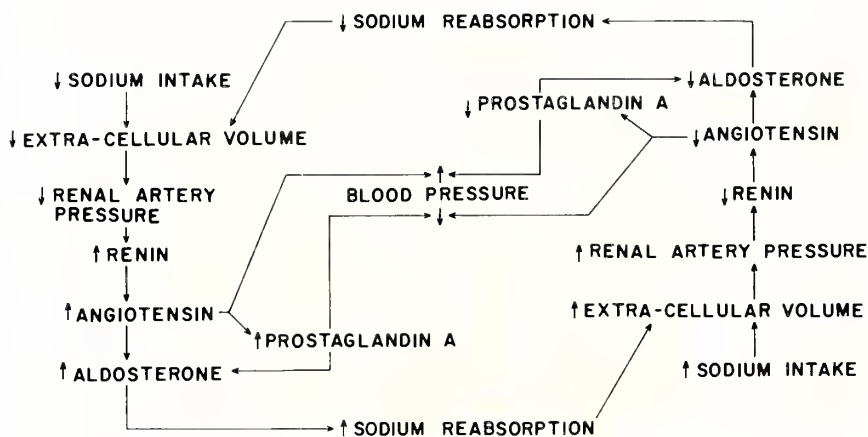 ↓ SODIUM REABSORPTION
↓ SODIUM INTAKE
↓ ALDOSTERONE
↓ PROSTAGLANDIN A
↓ EXTRA-CELLULAR VOLUME
↓ ANGIOTENSIN
↓ RENAL ARTERY
PRESSURE
↑
BLOOD PRESSURE
↓
↓ RENIN
↑ RENIN
↑ RENAL ARTERY PRESSURE
↑ ANGIOTENSIN
↑ EXTRA-CELLULAR VOLUME
↑ PROSTAGLANDIN A
↑ ALDOSTERONE
↑ SODIUM INTAKE
↑ SODIUM REABSORPTION